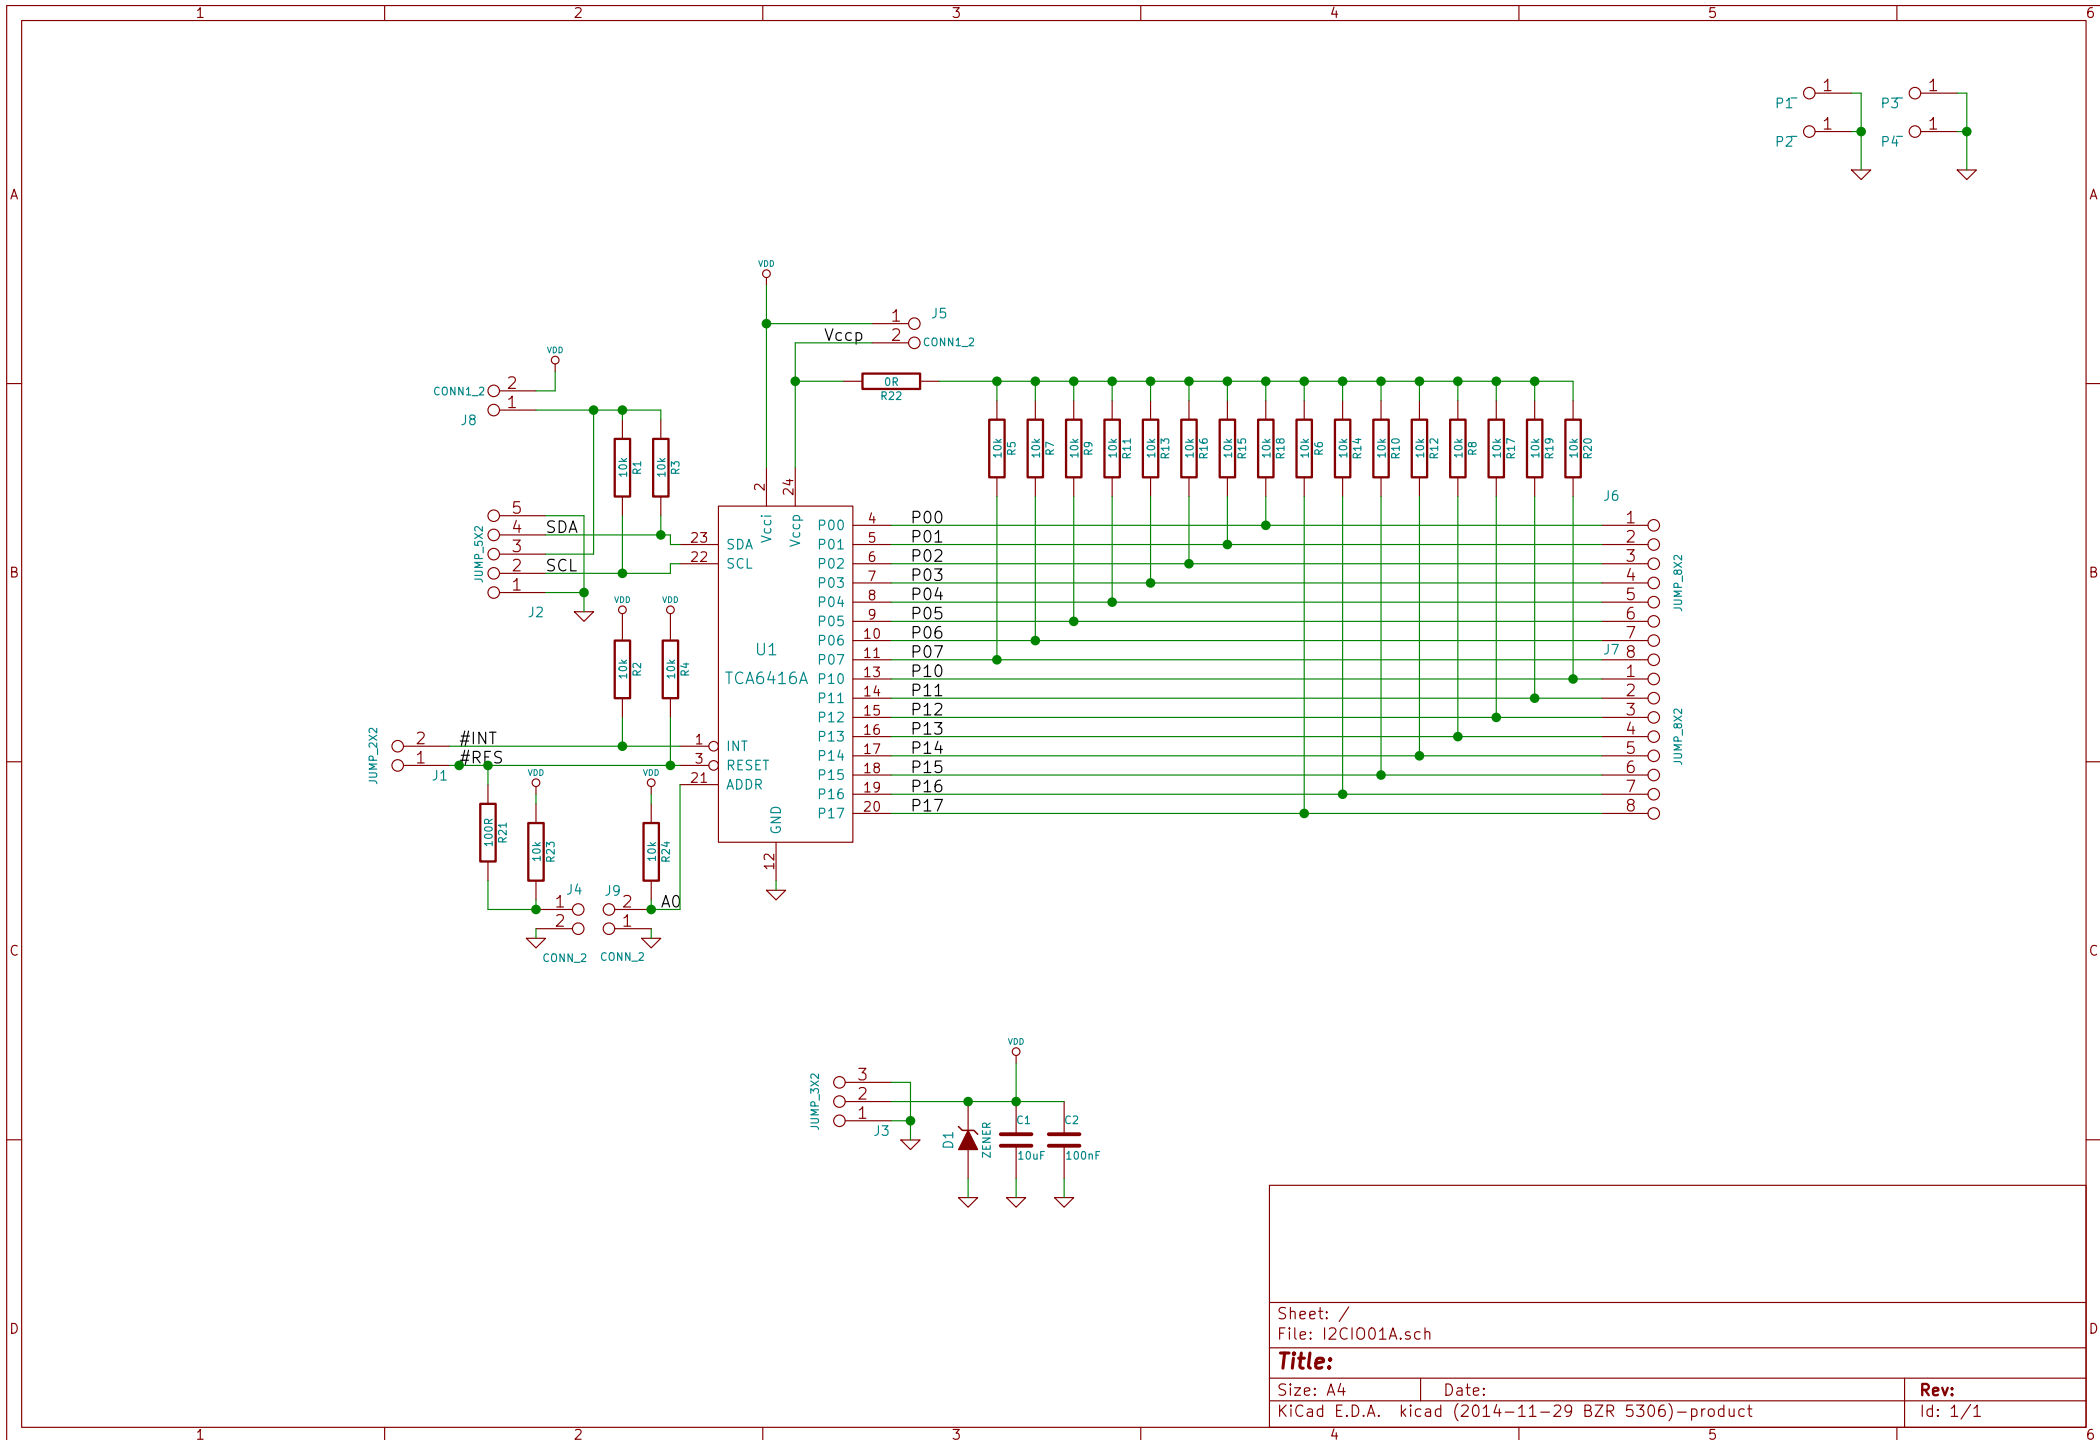 1 2 3 4 5 6
P1 1 P3 1
P2 1 P4 1
A A
VDD
1 J5
Vccp 2 CONN1_2
VDD
CONN1_2 2
1
J8
0R
R22
10k R1
10k R3
10k R5
10k R7
10k R9
10k R11
10k R13
10k R16
10k R15
10k R18
10k R6
10k R14
10k R10
10k R12
10k R8
10k R17
10k R19
10k R20
2 24
Vcci Vccp
JUMP_5X2
5
4 SDA
3
2 SCL
1
J2
23 SDA
22 SCL
B B
U1
TCA6416A
P00 4 P00
P01 5 P01
P02 6 P02
P03 7 P03
P04 8 P04
P05 9 P05
P06 10 P06
P07 11 P07
P10 13 P10
P11 14 P11
P12 15 P12
P13 16 P13
P14 17 P14
P15 18 P15
P16 19 P16
P17 20 P17
J6
1
2
3
4
5
6
7
8
JUMP_8X2
J7
1
2
3
4
5
6
7
8
JUMP_8X2
VDD VDD
10k R2
10k R4
JUMP_2X2
2 #INT 1 INT
1 #RES 3 RESET
J1
21 ADDR
GND
12
VDD VDD
100R R21
10k R23
10k R24
J4 J9
1 2 A0
2 1
CONN_2 CONN_2
C C
VDD
JUMP_3X2
3
2
1
J3
D1 ZENER
C1
10uF
C2
100nF
Sheet: /
File: I2CIO01A.sch
D D
Title:
Size: A4 Date: Rev:
KiCad E.D.A. kicad (2014-11-29 BZR 5306)-product Id: 1/1
1 2 3 4 5 6